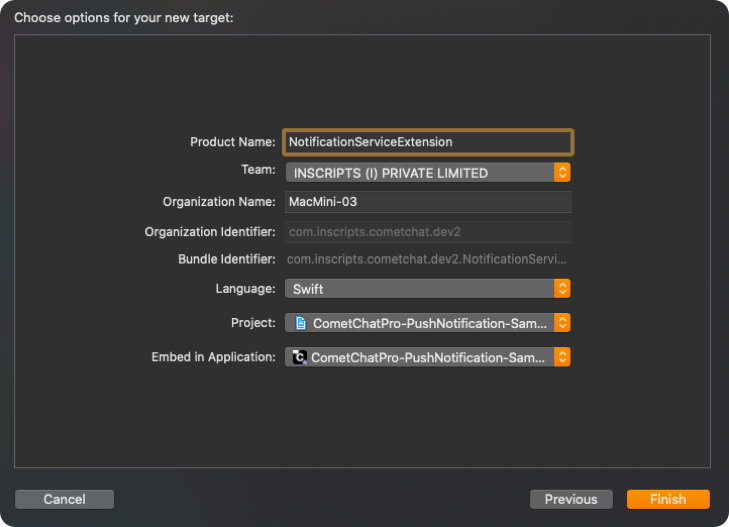 Choose options for your new target:
Product Name: NotificationServiceExtension
Team: INSCRIPTS (I) PRIVATE LIMITED
Organization Name: MacMini-03
Organization Identifier: com.inscripts.cometchat.dev2
Bundle Identifier: com.inscripts.cometchat.dev2.NotificationServi...
Language: Swift
Project: CometChatPro-PushNotification-Sam...
Embed in Application: C CometChatPro-PushNotification-Sam...
Cancel Previous Finish